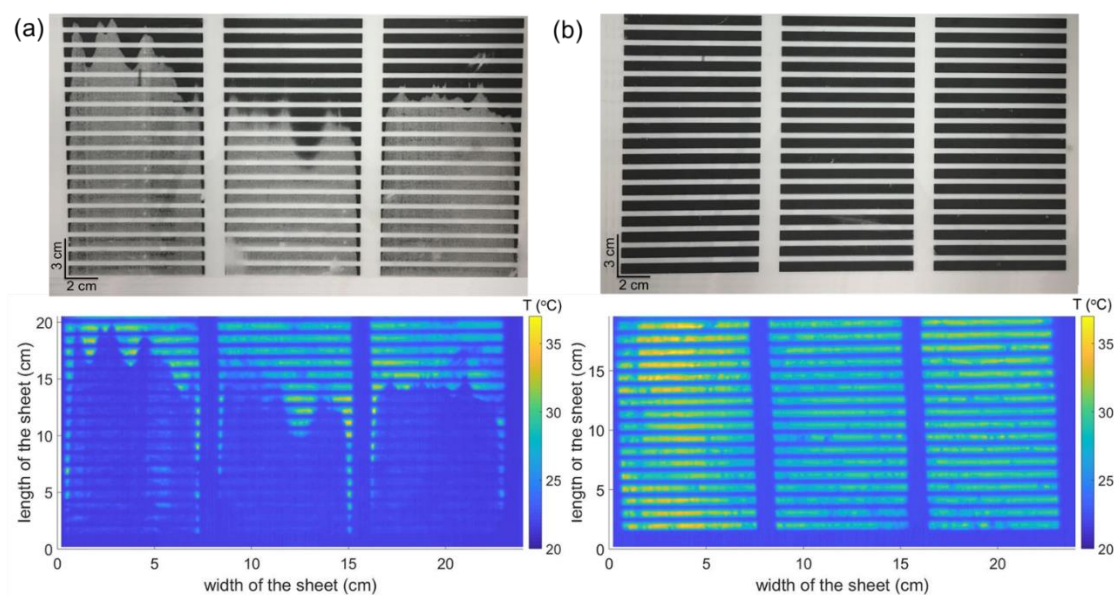 (a)
3 cm
2 cm
(b)
3 cm
2 cm
T (°C)
20
15
10
5
0
length of the sheet (cm)
0 5 10 15 20
width of the sheet (cm)
35
30
25
20
T (°C)
15
10
5
0
length of the sheet (cm)
0 5 10 15 20
width of the sheet (cm)
35
30
25
20